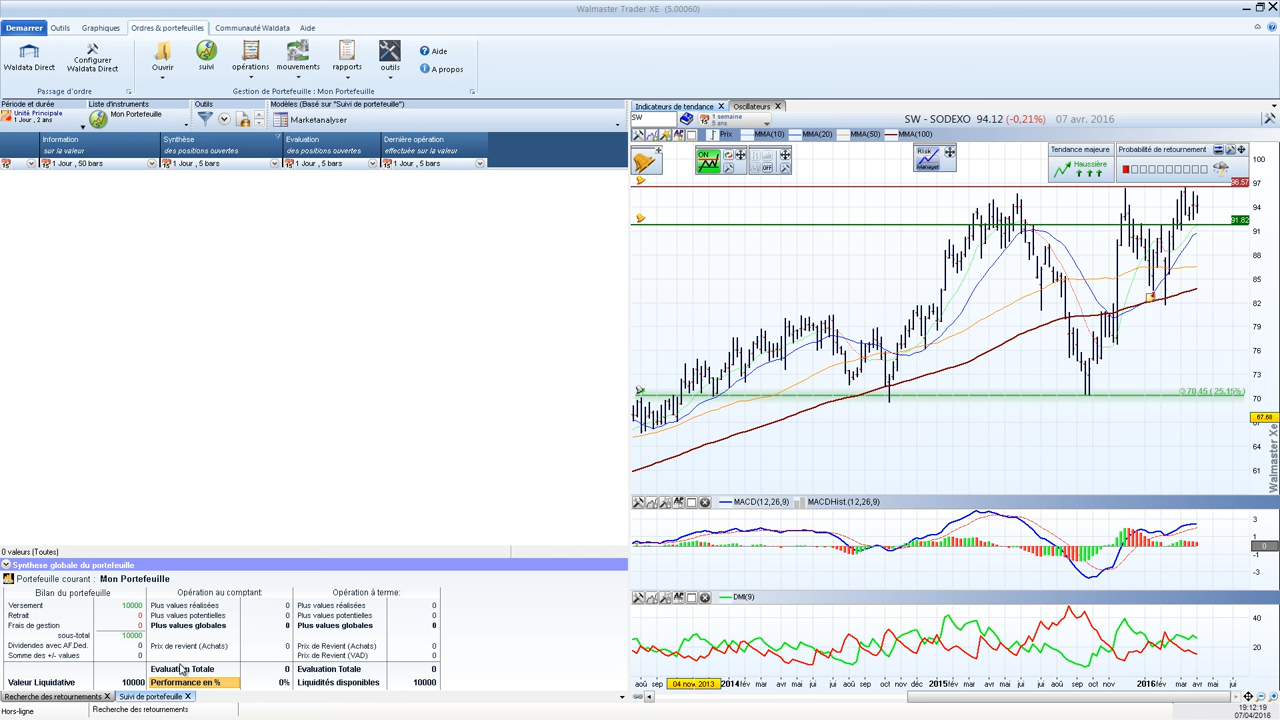 Walmaster Trader XE (5.00060)
Demarrer Outils Graphiques Ordres & portefeuilles Communauté Waldata Aide
Waldata Direct
Configurer Waldata Direct
Ouvrir suivi opérations mouvements rapports outils
Aide
A propos
Passage d'ordre Gestion de Portefeuille : Mon Portefeuille
Période et durée Liste d'instruments Outils Modèles (Basé sur "Suivi de portefeuille")
Unité Principale
1 Jour , 2 ans
Mon Portefeuille
Marketanalyser
Information Synthèse Evaluation Dernière opération
sur la valeur des positions ouvertes des positions ouvertes effectuée sur la valeur
1 Jour , 50 bars 1 Jour , 5 bars 1 Jour , 5 bars 1 Jour , 5 bars
0 valeurs (Toutes)
Synthese globale du portefeuille
Portefeuille courant : Mon Portefeuille
Bilan du portefeuille Opération au comptant: Opération à terme:
Versement 10000 Plus values réalisées 0 Plus values réalisées 0
Retrait 0 Plus values potentielles 0 Plus values potentielles 0
Frais de gestion 0 Plus values globales 0 Plus values globales 0
sous-total 10000
Dividendes avec AF.Ded. 0 Prix de revient (Achats) 0 Prix de Revient (Achats) 0
Somme des +/- values 0 Prix de Revient (VAD) 0
Evaluation Totale 0 Evaluation Totale 0
Valeur Liquidative 10000 Performance en % 0% Liquidités disponibles 10000
Recherche des retournements Suivi de portefeuille
Hors-ligne Recherche des retournements
Indicateurs de tendance Oscillateurs
SW 1 semaine
5 ans
SW - SODEXO 94.12 (-0,21%) 07 avr. 2016
Prix MMA(10) MMA(20) MMA(50) MMA(100)
ON
OFF
Risk
Manager
Tendance majeure
Haussière
Probabilité de retournement
100
97
96.57
94
91.82
91
88
85
82
79
76
73
70.45 ( 25,15% )
70
67.68
64
61
Walmaster Xe
MACD(12,26,9) MACDHist.(12,26,9)
3
1
0
-1
-3
DMI(9)
40
20
août sep 04 nov. 2013 2014 mar avr mai juil août sep oct nov déc 2015 mar avr mai jui juil août sep oct nov 2016 mar avr mai jui
19:12:19
07/04/2016